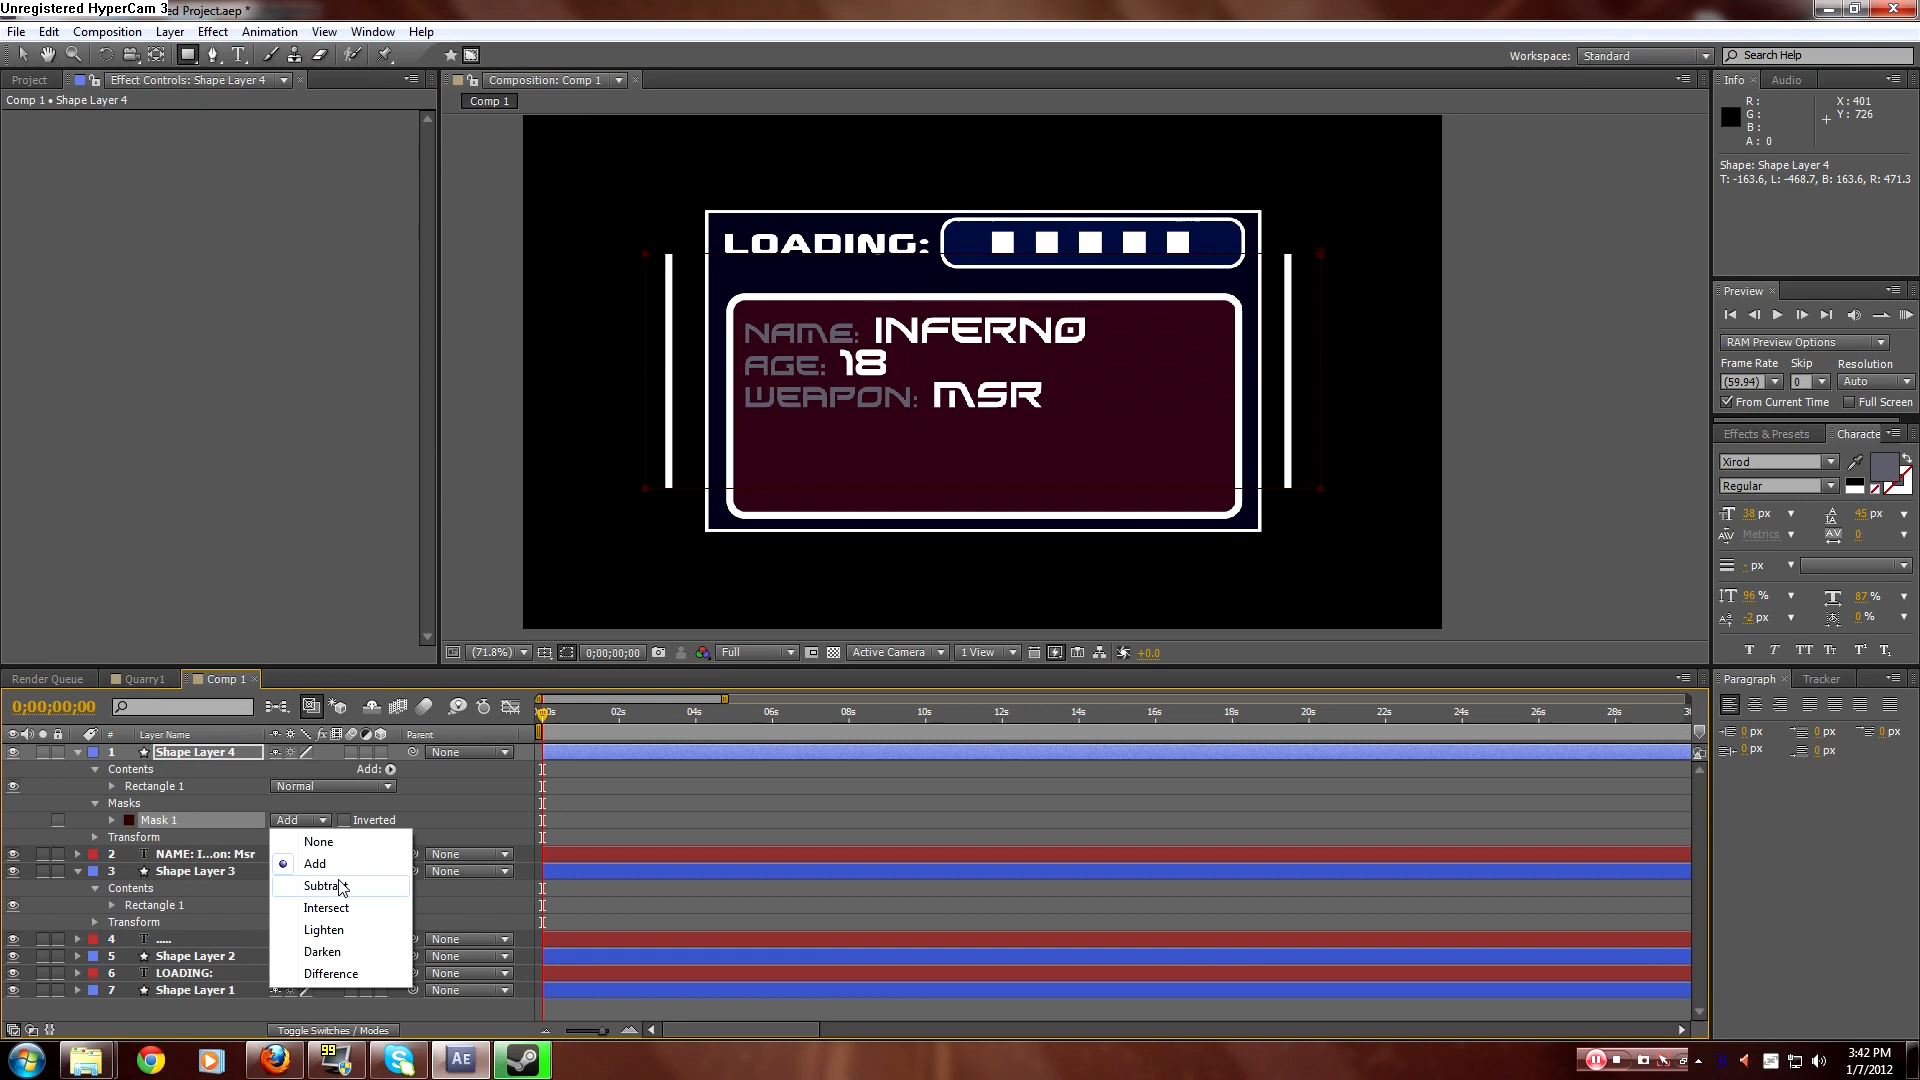 Unregistered HyperCam 3
ed Project.aep *
File Edit Composition Layer Effect Animation View Window Help
Workspace: Standard Search Help
Project Effect Controls: Shape Layer 4
Composition: Comp 1
Info Audio
Comp 1 • Shape Layer 4
Comp 1
R:
G:
B:
A: 0
X: 401
Y: 726
Shape: Shape Layer 4
T: -163.6, L: -468.7, B: 163.6, R: 471.3
LOADING:
NAME: INFERNO
AGE: 18
WEAPON: MSR
Preview
RAM Preview Options
Frame Rate Skip Resolution
(59.94) 0 Auto
From Current Time Full Screen
Effects & Presets Characte
Xirod
Regular
38 px 45 px
Metrics 0
- px
96 % 87 %
-2 px 0 %
T T TT Tt T¹ T₁
(71.8%) 0;00;00;00 Full Active Camera 1 View +0.0
Render Queue Quarry1 Comp 1
Paragraph Tracker
0 px 0 px 0 px
0 px 0 px
0;00;00;00
02s 04s 06s 08s 10s 12s 14s 16s 18s 20s 22s 24s 26s 28s
# Layer Name Parent
1 Shape Layer 4 None
Contents Add:
Rectangle 1 Normal
Masks
Mask 1 Add Inverted
Transform
2 T NAME: I...on: Msr None
3 Shape Layer 3 None
Contents
Rectangle 1
Transform
4 T ..... None
5 Shape Layer 2 None
6 T LOADING: None
7 Shape Layer 1 None
None
Add
Subtract
Intersect
Lighten
Darken
Difference
Toggle Switches / Modes
99
AE
3:42 PM
1/7/2012